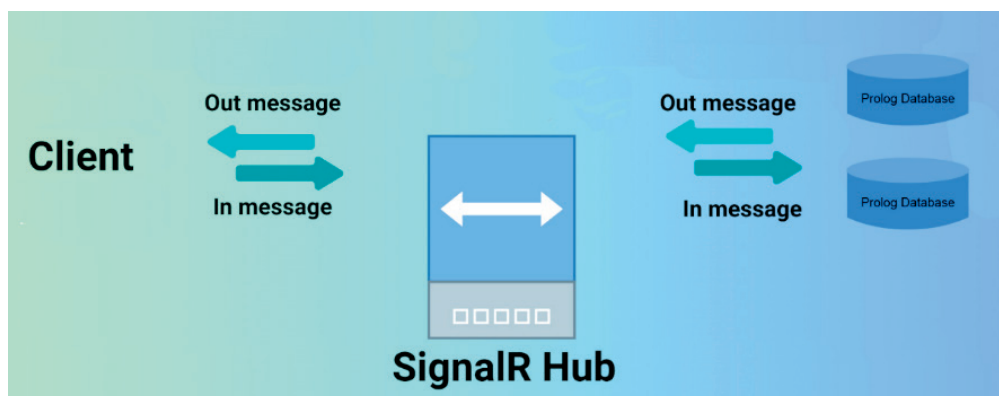 Client
Out message
In message
SignalR Hub
Out message
In message
Prolog Database
Prolog Database